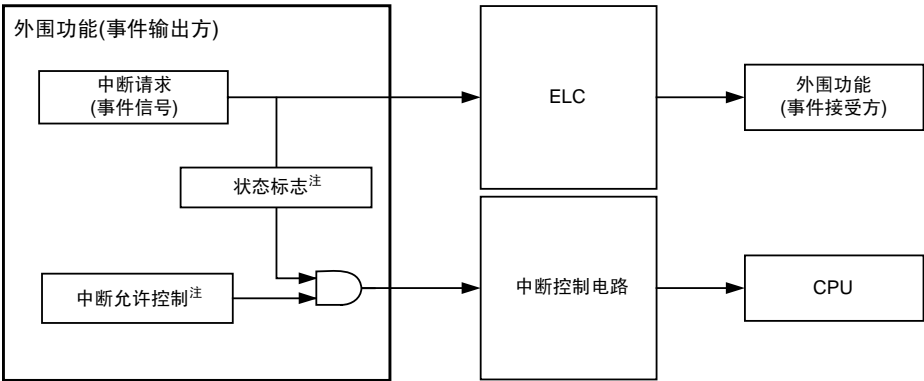 外围功能(事件输出方)
中断请求
(事件信号)
ELC
外围功能
(事件接受方)
状态标志注
中断允许控制注
中断控制电路
CPU